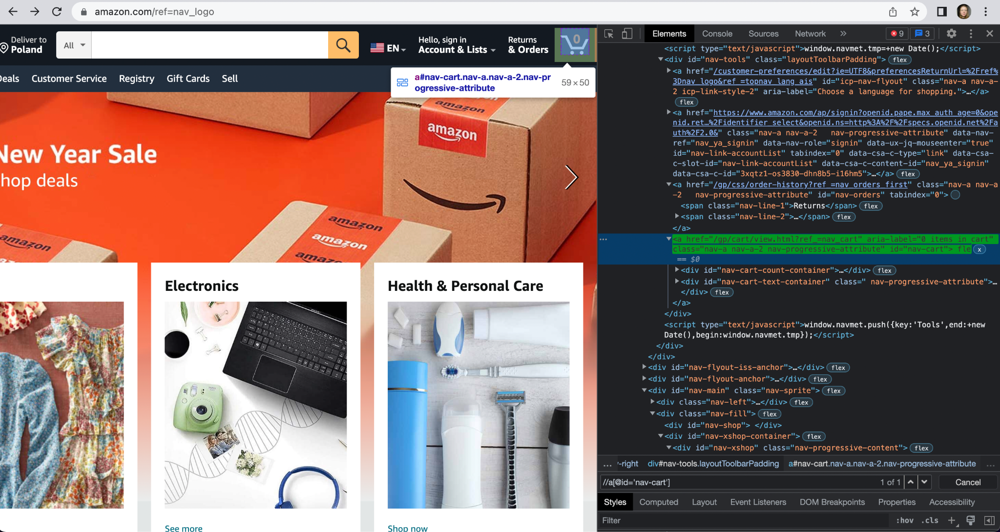 amazon.com/ref=nav_logo
Deliver to
Poland
All
EN
Hello, sign in
Account & Lists
Returns
& Orders
0
Deals
Customer Service
Registry
Gift Cards
Sell
a#nav-cart.nav-a.nav-a-2.nav-pr
ogressive-attribute
59 × 50
New Year Sale
hop deals
amazon
amazon
amazon
amazon
amazon
amazon
Electronics
Health & Personal Care
See more
Shop now
Elements
Console
Sources
Network
»
9
3
<script type="text/javascript">window.navmet.tmp=+new Date();</script>
<div id="nav-tools" class="layoutToolbarPadding"> flex
<a href="/customer-preferences/edit?ie=UTF8&preferencesReturnUrl=%2Fref%
3Dnav_logo&ref_=topnav_lang_ais" id="icp-nav-flyout" class="nav-a nav-a-
2 icp-link-style-2" aria-label="Choose a language for shopping.">…</a>
flex
<a href="https://www.amazon.com/ap/signin?openid.pape.max_auth_age=0&ope
nid.ret…%2Fidentifier_select&openid.ns=http%3A%2F%2Fspecs.openid.net%2Fa
uth%2F2.0&" class="nav-a nav-a-2   nav-progressive-attribute" data-nav-
ref="nav_ya_signin" data-nav-role="signin" data-ux-jq-mouseenter="true"
id="nav-link-accountList" tabindex="0" data-csa-c-type="link" data-csa-
c-slot-id="nav-link-accountList" data-csa-c-content-id="nav_ya_signin"
data-csa-c-id="3xqtz1-os3830-dhn8b5-i16hm5">…</a> flex
<a href="/gp/css/order-history?ref_=nav_orders_first" class="nav-a nav-a
-2   nav-progressive-attribute" id="nav-orders" tabindex="0">
<span class="nav-line-1">Returns</span> flex
<span class="nav-line-2">…</span> flex
</a>
<a href="/gp/cart/view.html?ref_=nav_cart" aria-label="0 items in cart"
class="nav-a nav-a-2 nav-progressive-attribute" id="nav-cart"> fle x
== $0
<div id="nav-cart-count-container">…</div> flex
<div id="nav-cart-text-container" class=" nav-progressive-attribute">…
</div> flex
</a>
</div>
<script type="text/javascript">window.navmet.push({key:'Tools',end:+new
Date(),begin:window.navmet.tmp});</script>
</div>
</div>
<div id="nav-flyout-iss-anchor">…</div> flex
<div id="nav-flyout-anchor">…</div> flex
<div id="nav-main" class="nav-sprite"> flex
<div class="nav-left">…</div> flex
<div class="nav-fill"> flex
<div id="nav-shop"> </div>
<div id="nav-xshop-container"> flex
<div id="nav-xshop" class="nav-progressive-content"> flex
… -right div#nav-tools.layoutToolbarPadding a#nav-cart.nav-a.nav-a-2.nav-progressive-attribute …
//a[@id='nav-cart']
1 of 1
Cancel
Styles
Computed
Layout
Event Listeners
DOM Breakpoints
Properties
Accessibility
Filter
:hov
.cls